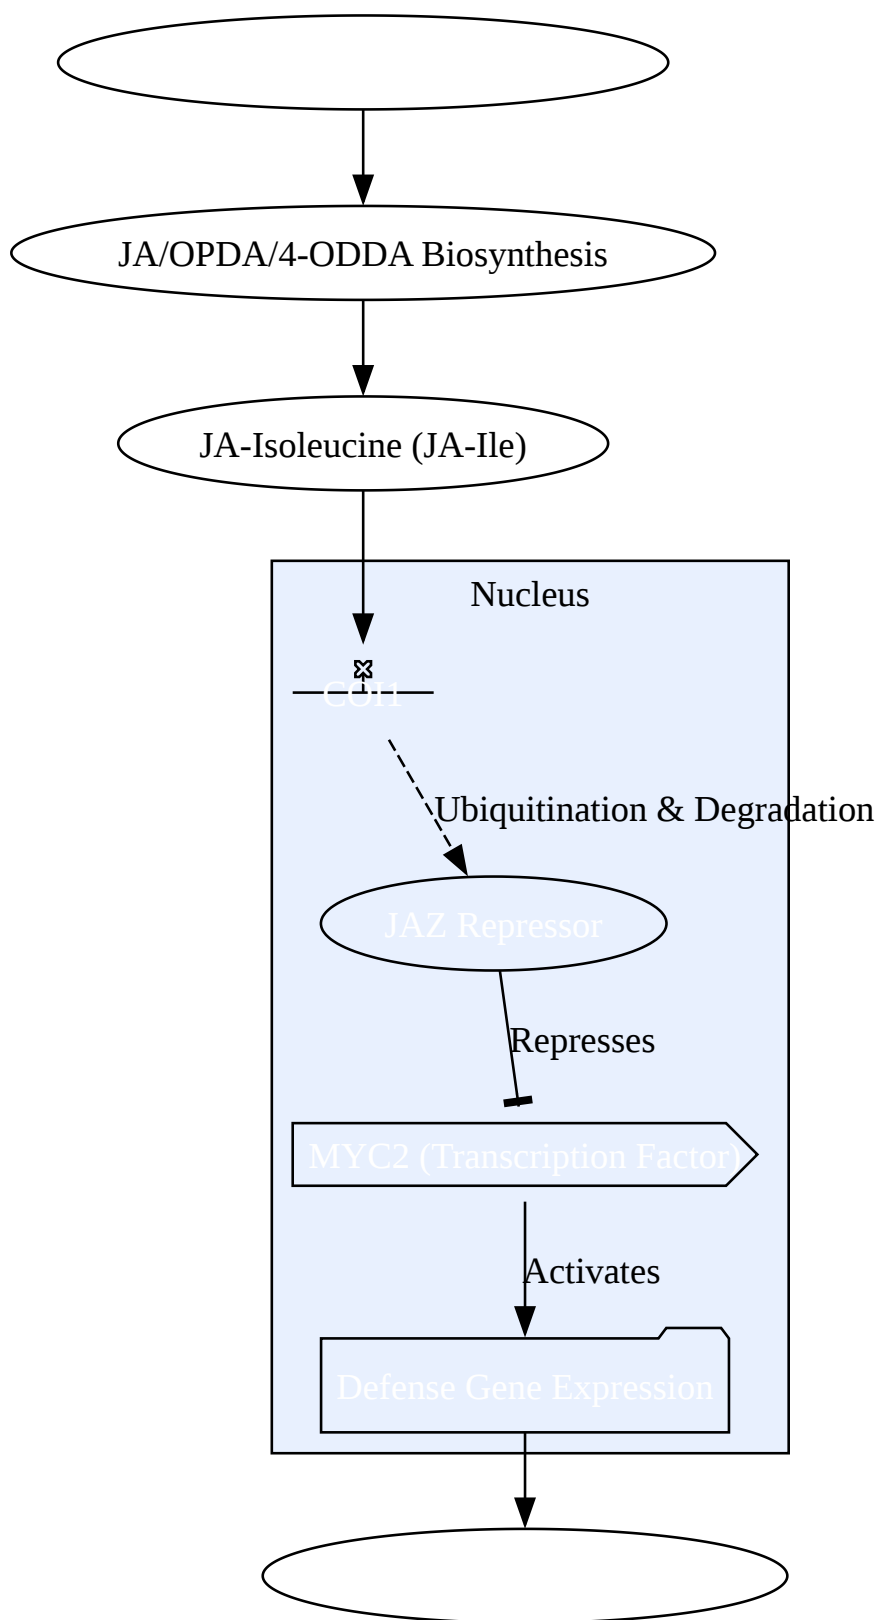 JA/OPDA/4-ODDA Biosynthesis
JA-Isoleucine (JA-Ile)
Nucleus
COI1
Ubiquitination & Degradation
JAZ Repressor
Represses
MYC2 (Transcription Factor)
Activates
Defense Gene Expression